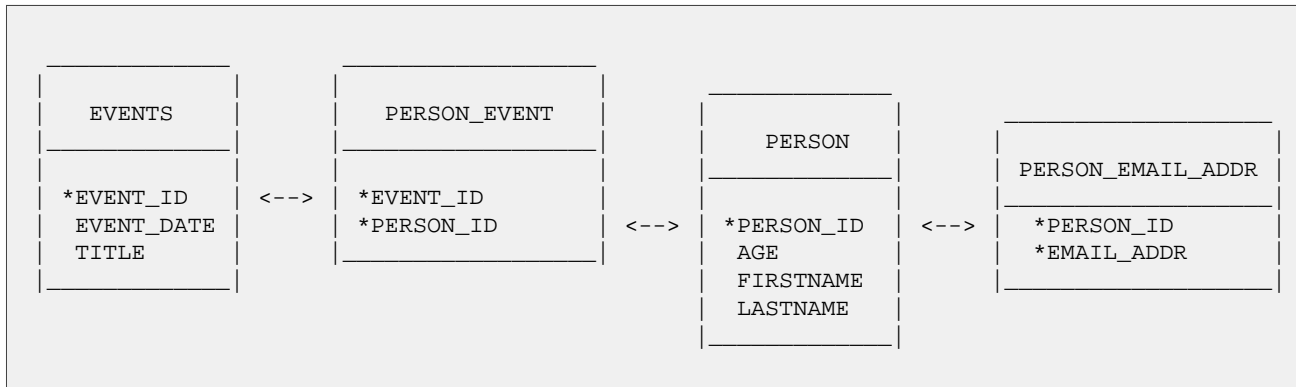 EVENTS
PERSON_EVENT
PERSON
PERSON_EMAIL_ADDR
*EVENT_ID <--> *EVENT_ID
EVENT_DATE *PERSON_ID <--> *PERSON_ID <--> *PERSON_ID
TITLE AGE *EMAIL_ADDR
FIRSTNAME
LASTNAME